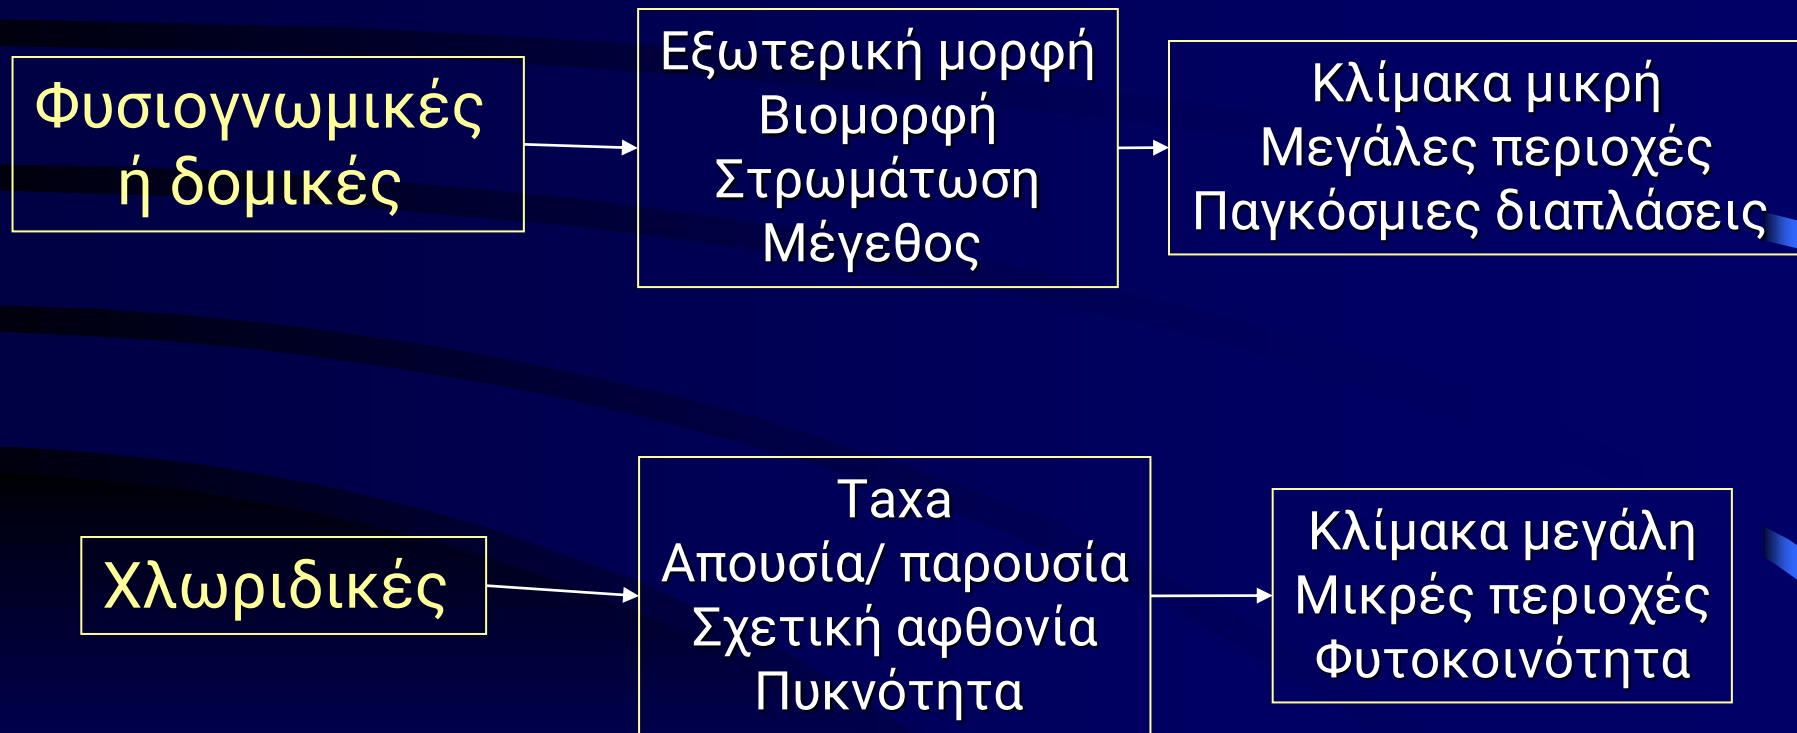 Φυσιογνωμικές
ή δομικές
Εξωτερική μορφή
Βιομορφή
Στρωμάτωση
Μέγεθος
Κλίμακα μικρή
Μεγάλες περιοχές
Παγκόσμιες διαπλάσεις
Χλωριδικές
Taxa
Απουσία/ παρουσία
Σχετική αφθονία
Πυκνότητα
Κλίμακα μεγάλη
Μικρές περιοχές
Φυτοκοινότητα